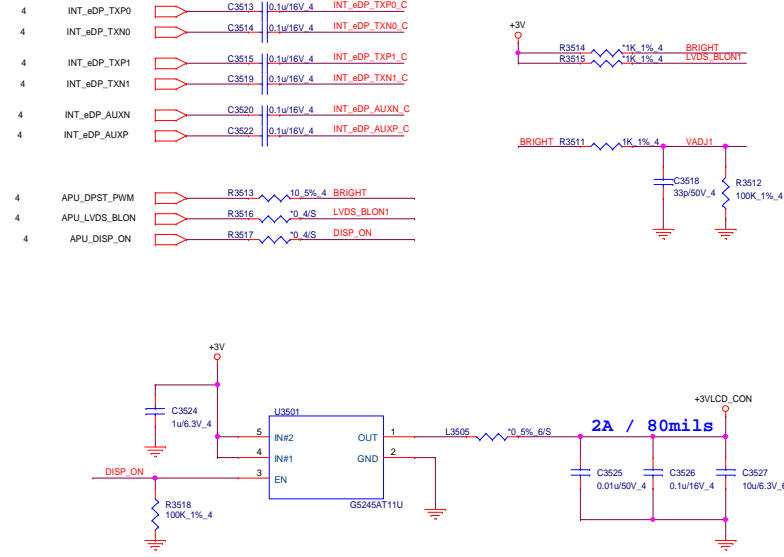 4 INT_eDP_TXP0 C3513 0.1u/16V_4 INT_eDP_TXP0_C
4 INT_eDP_TXN0 C3514 0.1u/16V_4 INT_eDP_TXN0_C
4 INT_eDP_TXP1 C3515 0.1u/16V_4 INT_eDP_TXP1_C
4 INT_eDP_TXN1 C3519 0.1u/16V_4 INT_eDP_TXN1_C
4 INT_eDP_AUXN C3520 0.1u/16V_4 INT_eDP_AUXN_C
4 INT_eDP_AUXP C3522 0.1u/16V_4 INT_eDP_AUXP_C
+3V
R3514 *1K_1%_4 BRIGHT
R3515 *1K_1%_4 LVDS_BLON1
BRIGHT R3511 1K_1%_4 VADJ1
C3518
33p/50V_4
R3512
100K_1%_4
4 APU_DPST_PWM R3513 10_5%_4 BRIGHT
4 APU_LVDS_BLON R3516 *0_4/S LVDS_BLON1
4 APU_DISP_ON R3517 *0_4/S DISP_ON
+3V
C3524
1u/6.3V_4
U3501
5 IN#2 OUT 1
4 IN#1 GND 2
3 EN
G5245AT11U
DISP_ON
R3518
100K_1%_4
L3505 *0_5%_6/S
2A / 80mils
+3VLCD_CON
C3525
0.01u/50V_4
C3526
0.1u/16V_4
C3527
10u/6.3V_6